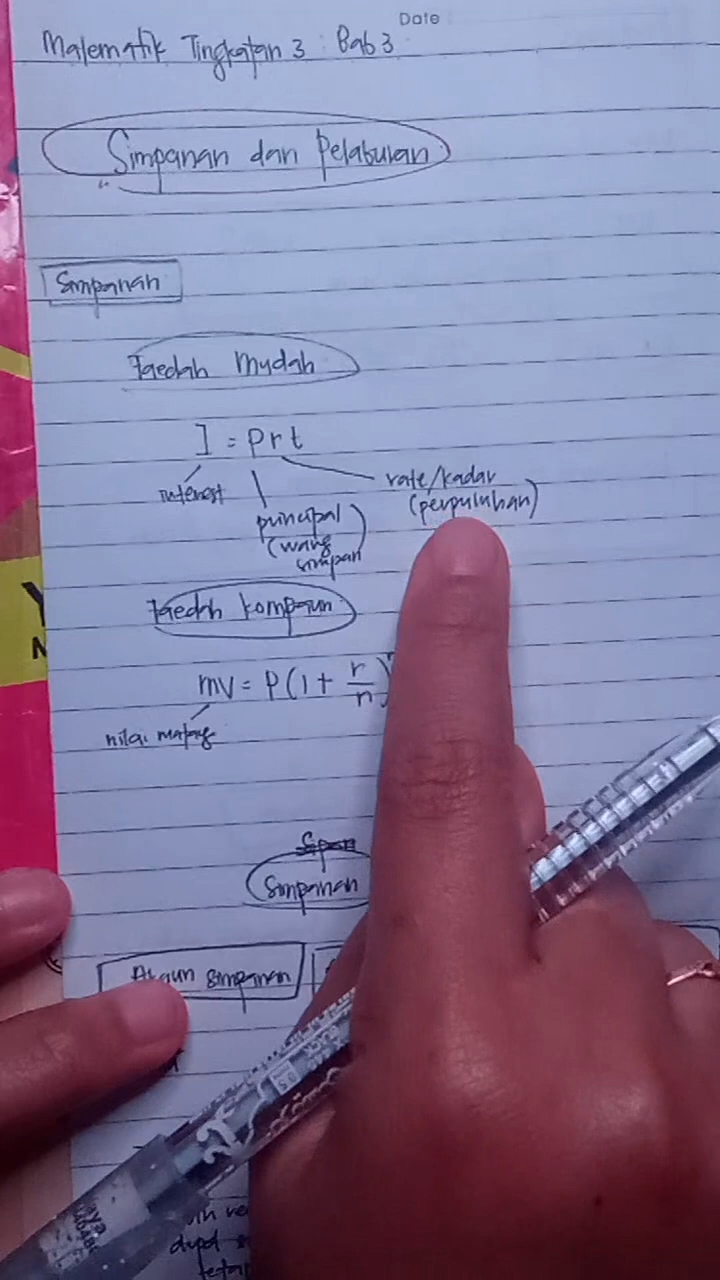 Date
Matematik Tingkatan 3 : Bab 3
Simpanan dan Pelaburan
Simpanan
Faedah Mudah
I = Prt
interest
principal
(wang
simpan
rate/kadar
(perpuluhan)
Faedah Kompaun
mv = P(1 + r/n)
nilai matang
Simpanan
Akaun simpanan